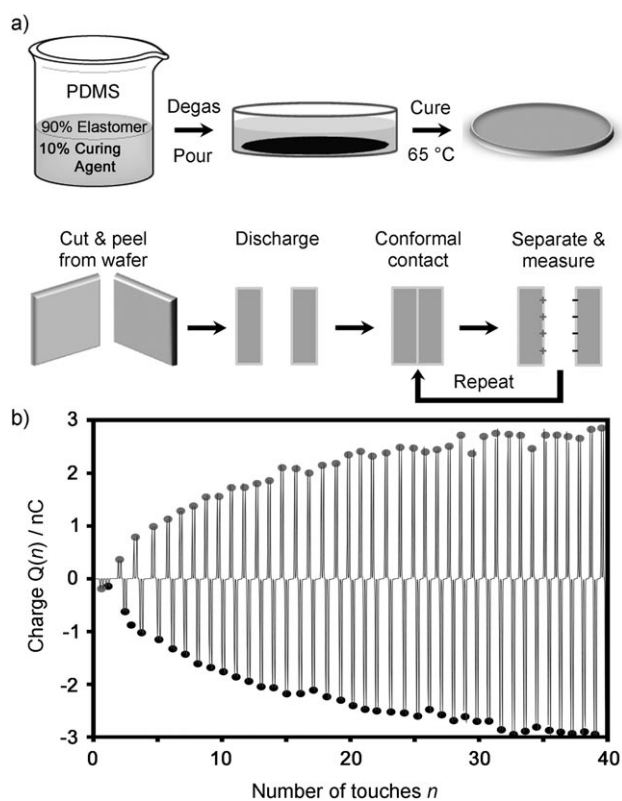 a)
PDMS
90% Elastomer
10% Curing
Agent
Degas
Pour
Cure
65 °C
Cut & peel
from wafer
Discharge
Conformal
contact
Separate &
measure
+ -
+ -
+ -
+ -
Repeat
b)
Charge Q(n) / nC
3
2
1
0
-1
-2
-3
0 10 20 30 40
Number of touches n